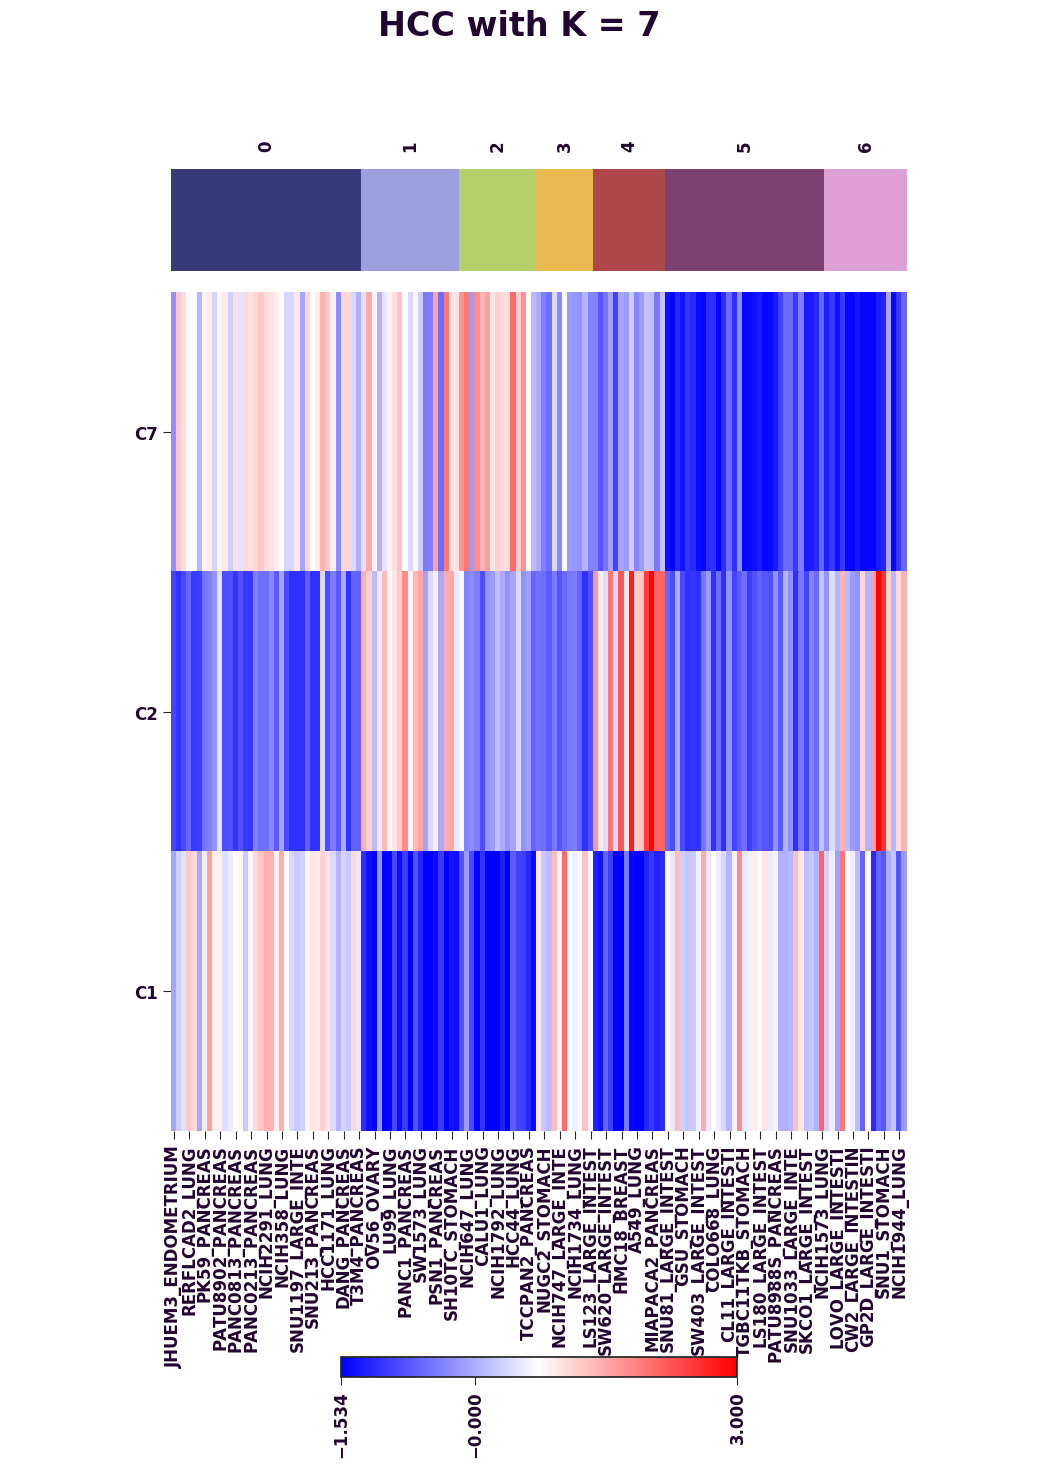 HCC with K = 7
0
1
2
3
4
5
6
C7
C2
C1
JHUEM3_ENDOMETRIUM
RERFLCAD2_LUNG
PK59_PANCREAS
PATU8902_PANCREAS
PANC0813_PANCREAS
PANC0213_PANCREAS
NCIH2291_LUNG
NCIH358_LUNG
SNU1197_LARGE_INTE
SNU213_PANCREAS
HCC1171_LUNG
DANG_PANCREAS
T3M4_PANCREAS
OV56_OVARY
LU99_LUNG
PANC1_PANCREAS
SW1573_LUNG
PSN1_PANCREAS
SH10TC_STOMACH
NCIH647_LUNG
CALU1_LUNG
NCIH1792_LUNG
HCC44_LUNG
TCCPAN2_PANCREAS
NUGC2_STOMACH
NCIH747_LARGE_INTE
NCIH1734_LUNG
LS123_LARGE_INTEST
SW620_LARGE_INTEST
HMC18_BREAST
A549_LUNG
MIAPACA2_PANCREAS
SNU81_LARGE_INTEST
GSU_STOMACH
SW403_LARGE_INTEST
COLO668_LUNG
CL11_LARGE_INTESTI
TGBC11TKB_STOMACH
LS180_LARGE_INTEST
PATU8988S_PANCREAS
SNU1033_LARGE_INTE
SKCO1_LARGE_INTEST
NCIH1573_LUNG
LOVO_LARGE_INTESTI
CW2_LARGE_INTESTIN
GP2D_LARGE_INTESTI
SNU1_STOMACH
NCIH1944_LUNG
−1.534
−0.000
3.000